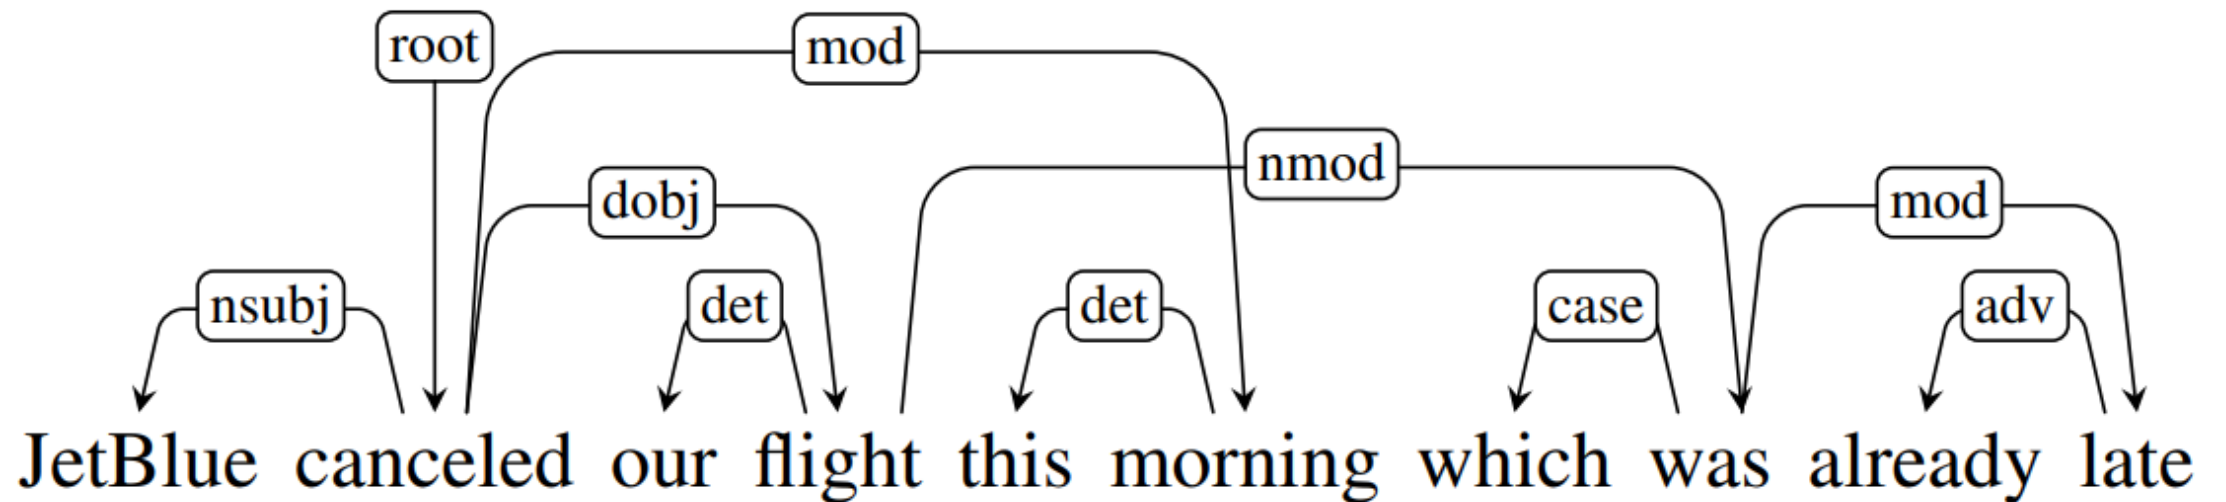 root
mod
nmod
dobj
mod
nsubj
det
det
case
adv
JetBlue canceled our flight this morning which was already late